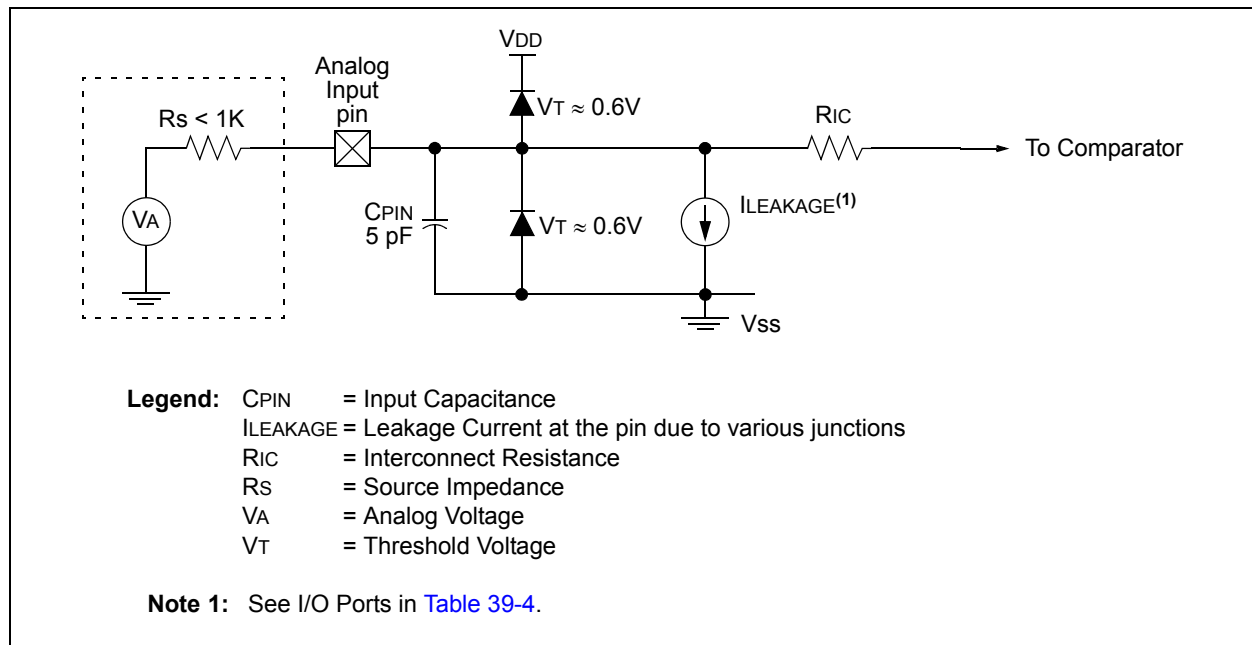 VDD
Analog
Input
pin
Rs < 1K
VT ≈ 0.6V
RIC
To Comparator
VA
CPIN
5 pF
VT ≈ 0.6V
ILEAKAGE(1)
Vss
Legend: CPIN = Input Capacitance
ILEAKAGE = Leakage Current at the pin due to various junctions
RIC = Interconnect Resistance
RS = Source Impedance
VA = Analog Voltage
VT = Threshold Voltage
Note 1: See I/O Ports in Table 39-4.